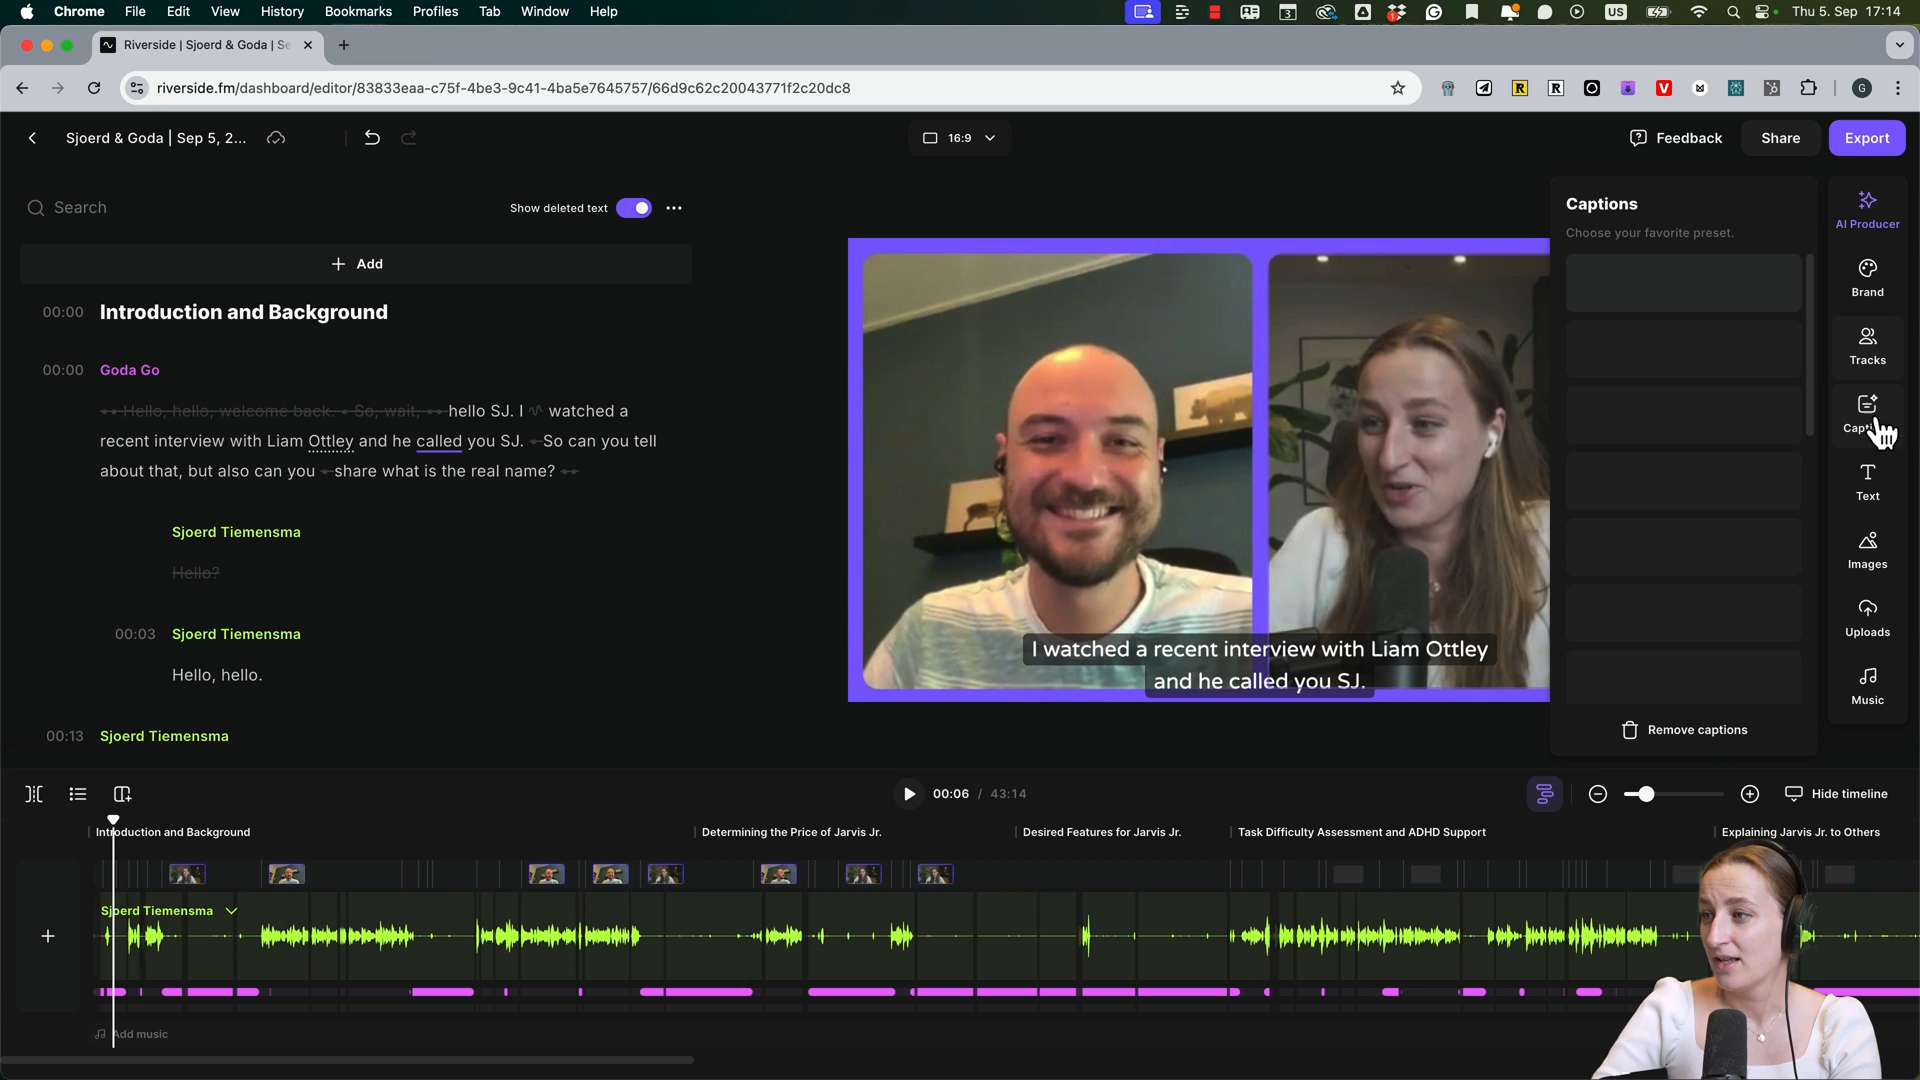 Chrome File Edit View History Bookmarks Profiles Tab Window Help
3
US
Thu 5. Sep 17:14
Riverside | Sjoerd & Goda | Se
riverside.fm/dashboard/editor/83833eaa-c75f-4be3-9c41-4ba5e7645757/66d9c62c20043771f2c20dc8
R R V G
Sjoerd & Goda | Sep 5, 2...
16:9
Feedback
Share
Export
Search
Show deleted text
Add
00:00 Introduction and Background
00:00 Goda Go
Hello, hello, welcome back. So, wait, hello SJ. I watched a
recent interview with Liam Ottley and he called you SJ. So can you tell
about that, but also can you share what is the real name?
Sjoerd Tiemensma
Hello?
00:03 Sjoerd Tiemensma
Hello, hello.
00:13 Sjoerd Tiemensma
I watched a recent interview with Liam Ottley
and he called you SJ.
Captions
Choose your favorite preset.
Remove captions
AI Producer
Brand
Tracks
Capti
Text
Images
Uploads
Music
00:06 / 43:14
Hide timeline
Introduction and Background
Determining the Price of Jarvis Jr.
Desired Features for Jarvis Jr.
Task Difficulty Assessment and ADHD Support
Explaining Jarvis Jr. to Others
Sjoerd Tiemensma
Add music